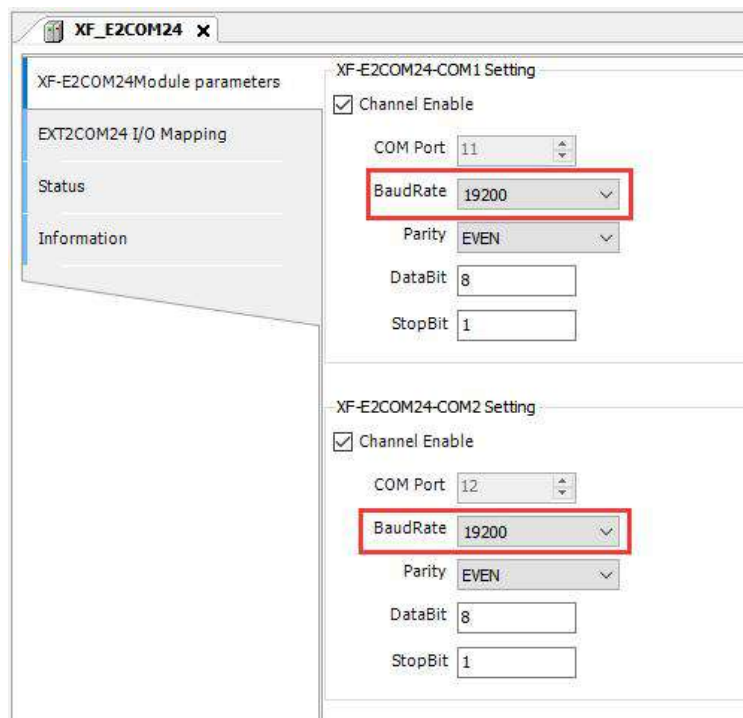 XF_E2COM24
XF-E2COM24Module parameters
EXT2COM24 I/O Mapping
Status
Information
XF-E2COM24-COM1 Setting
Channel Enable
COM Port 11
BaudRate 19200
Parity EVEN
DataBit 8
StopBit 1
XF-E2COM24-COM2 Setting
Channel Enable
COM Port 12
BaudRate 19200
Parity EVEN
DataBit 8
StopBit 1